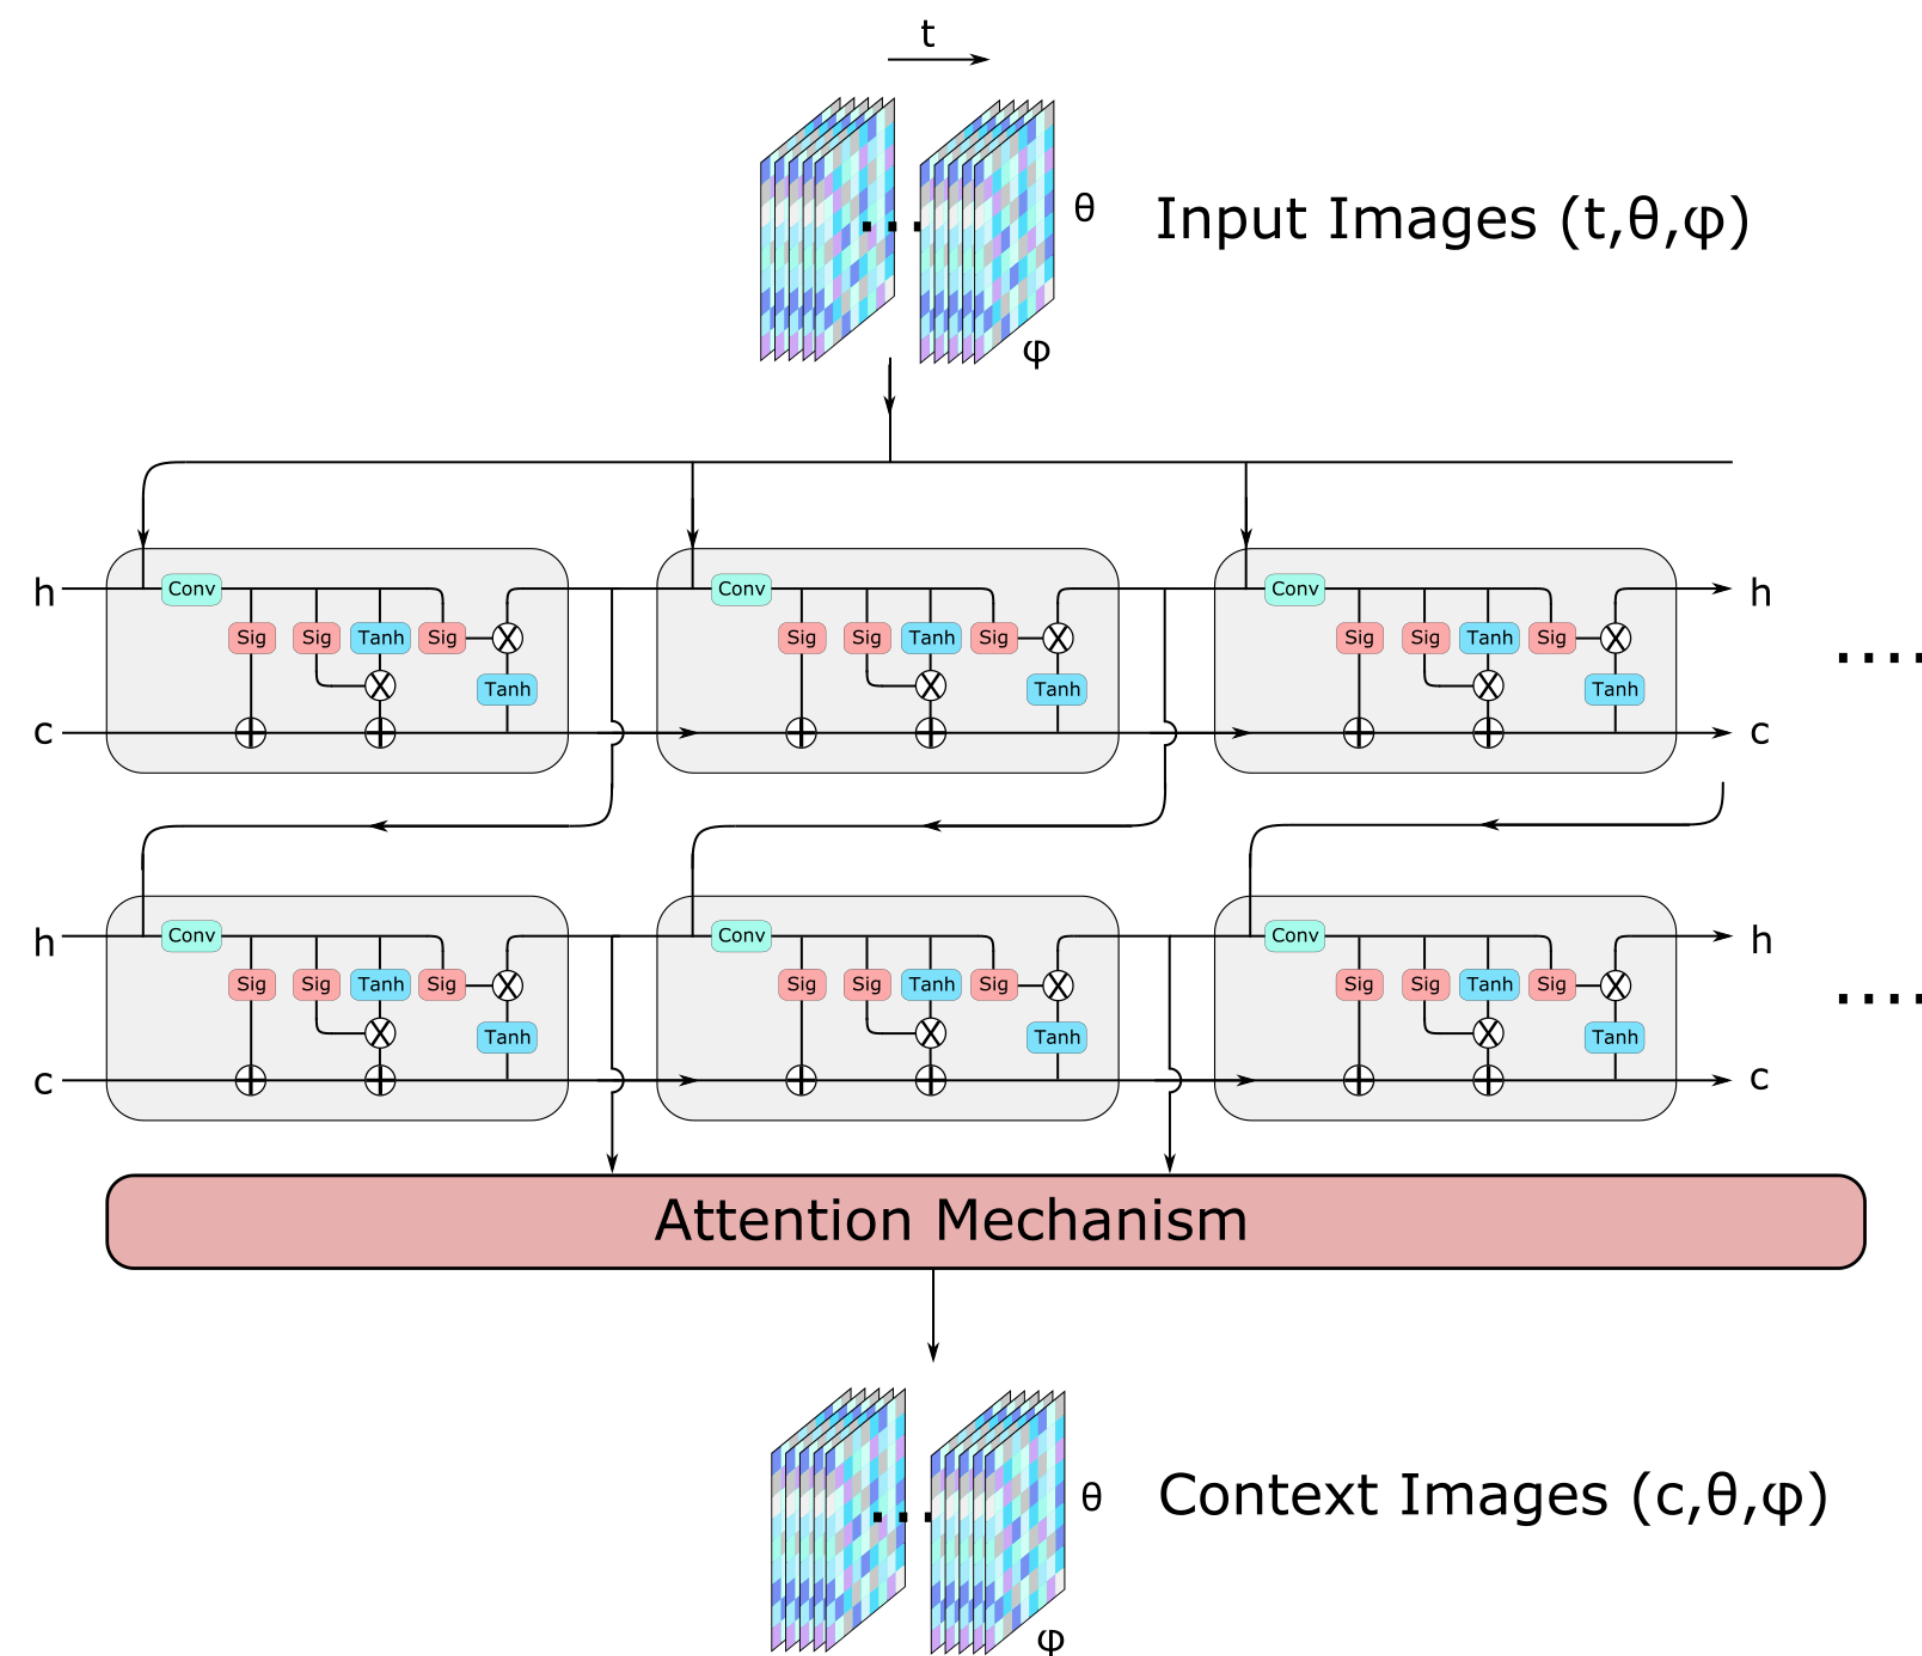 t
θ
Input Images (t,θ,φ)
φ
h Conv Conv Conv h
Sig Sig Tanh Sig Sig Sig Tanh Sig Sig Sig Tanh Sig
....
Tanh Tanh Tanh
c c
h Conv Conv Conv h
Sig Sig Tanh Sig Sig Sig Tanh Sig Sig Sig Tanh Sig
....
Tanh Tanh Tanh
c c
Attention Mechanism
θ
Context Images (c,θ,φ)
φ